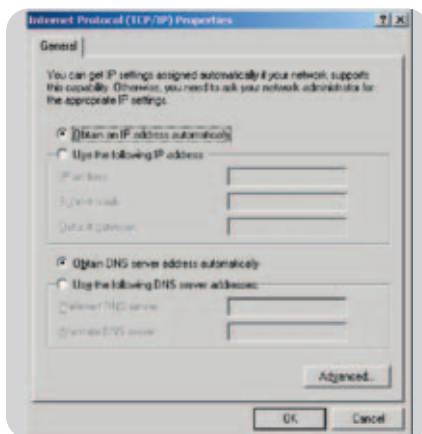 Internet Protocol (TCP/IP) Properties
General
You can get IP settings assigned automatically if your network supports
this capability. Otherwise, you need to ask your network administrator for
the appropriate IP settings.
Obtain an IP address automatically
Use the following IP address:
IP address:
Subnet mask:
Default gateway:
Obtain DNS server address automatically
Use the following DNS server addresses:
Preferred DNS server:
Alternate DNS server:
Advanced...
OK
Cancel